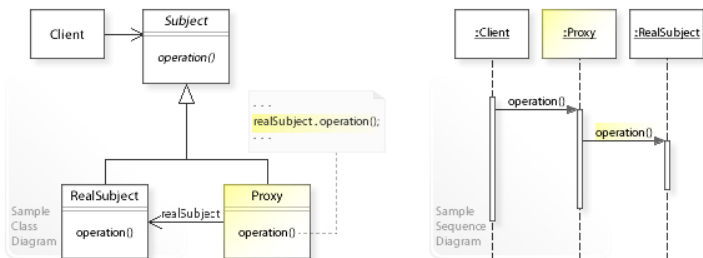 Client
Subject
operation()
. . .
realSubject.operation();
. . .
RealSubject
operation()
realSubject
Proxy
operation()
Sample
Class
Diagram
:Client
:Proxy
:RealSubject
operation()
operation()
Sample
Sequence
Diagram